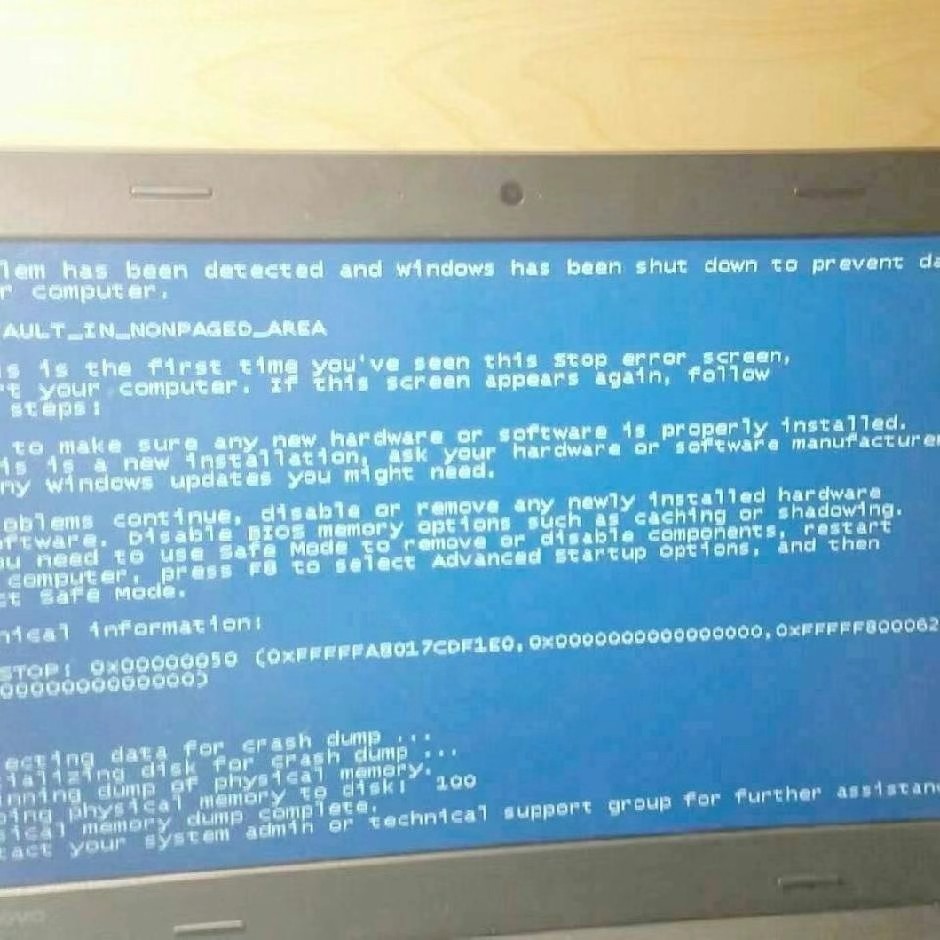 lem has been detected and windows has been shut down to prevent da
r computer.
AULT_IN_NONPAGED_AREA
s is the first time you've seen this Stop error screen,
rt your computer. If this screen appears again, follow
steps:
to make sure any new hardware or software is properly installed.
is is a new installation, ask your hardware or software manufacturer
ny windows updates you might need.
oblems continue, disable or remove any newly installed hardware
oftware. Disable BIOS memory options such as caching or shadowing.
ou need to use Safe Mode to remove or disable components, restart
computer, press F8 to select Advanced Startup Options, and then
ct Safe Mode.
nical information:
STOP: 0x00000050 (0xFFFFFA8017CDF1E0,0x0000000000000000,0xFFFFF800062
0000000000000)
ecting data for crash dump ...
ializing disk for crash dump ...
inning dump of physical memory.
ping physical memory to disk: 100
sical memory dump complete.
tact your system admin or technical support group for further assistan